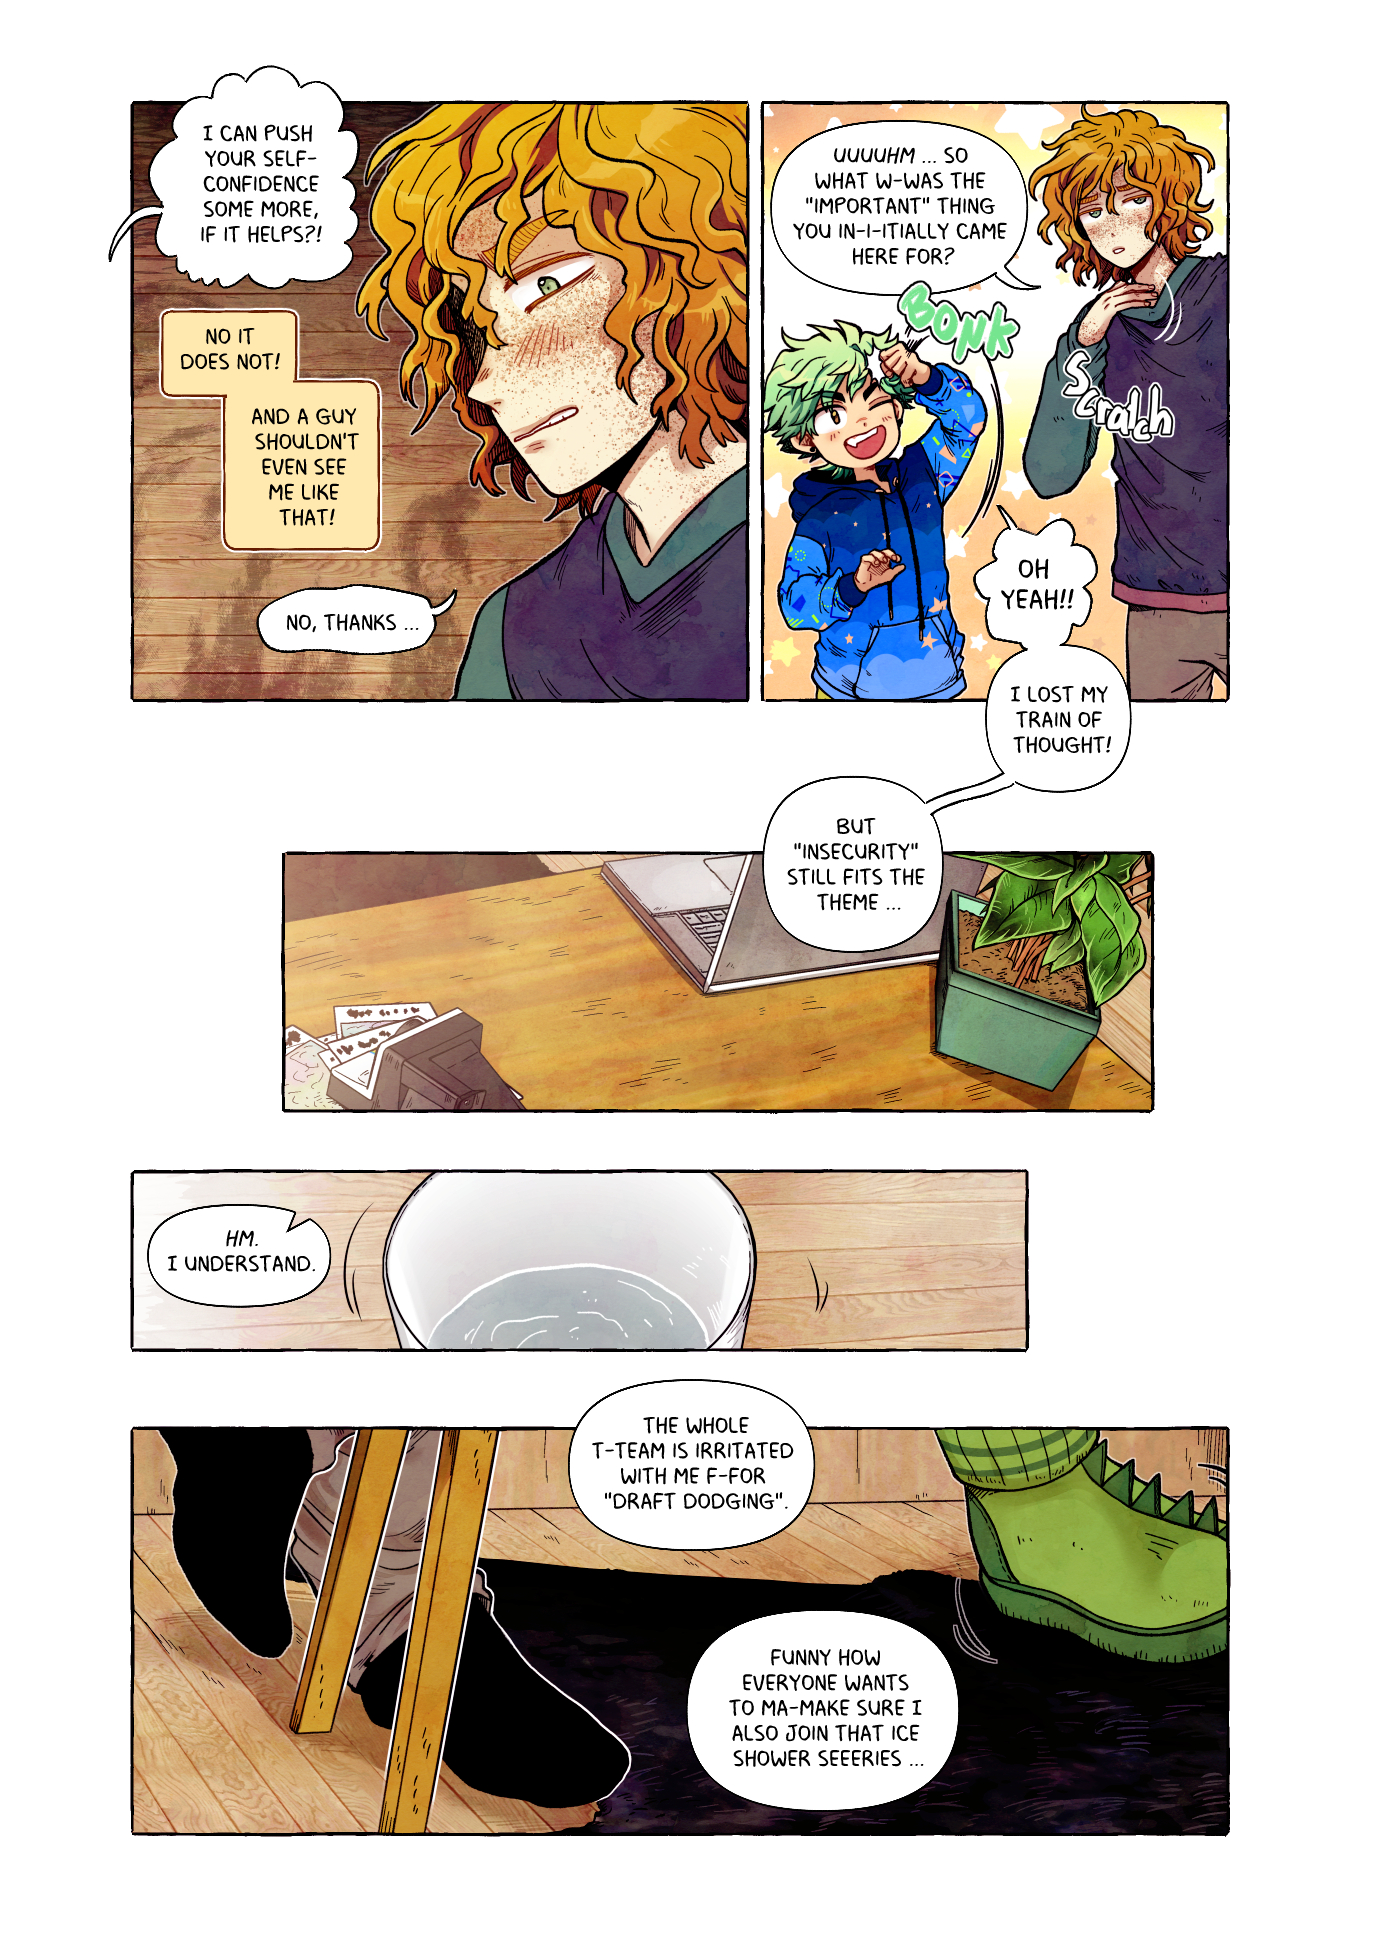 I CAN PUSH
YOUR SELF-
CONFIDENCE
SOME MORE,
IF IT HELPS?!
NO IT
DOES NOT!
AND A GUY
SHOULDN'T
EVEN SEE
ME LIKE
THAT!
NO, THANKS ...
UUUUHM ... SO
WHAT W-WAS THE
"IMPORTANT" THING
YOU IN-I-ITIALLY CAME
HERE FOR?
BONK
Scratch
OH
YEAH!!
I LOST MY
TRAIN OF
THOUGHT!
BUT
"INSECURITY"
STILL FITS THE
THEME ...
HM.
I UNDERSTAND.
THE WHOLE
T-TEAM IS IRRITATED
WITH ME F-FOR
"DRAFT DODGING".
FUNNY HOW
EVERYONE WANTS
TO MA-MAKE SURE I
ALSO JOIN THAT ICE
SHOWER SEEERIES ...